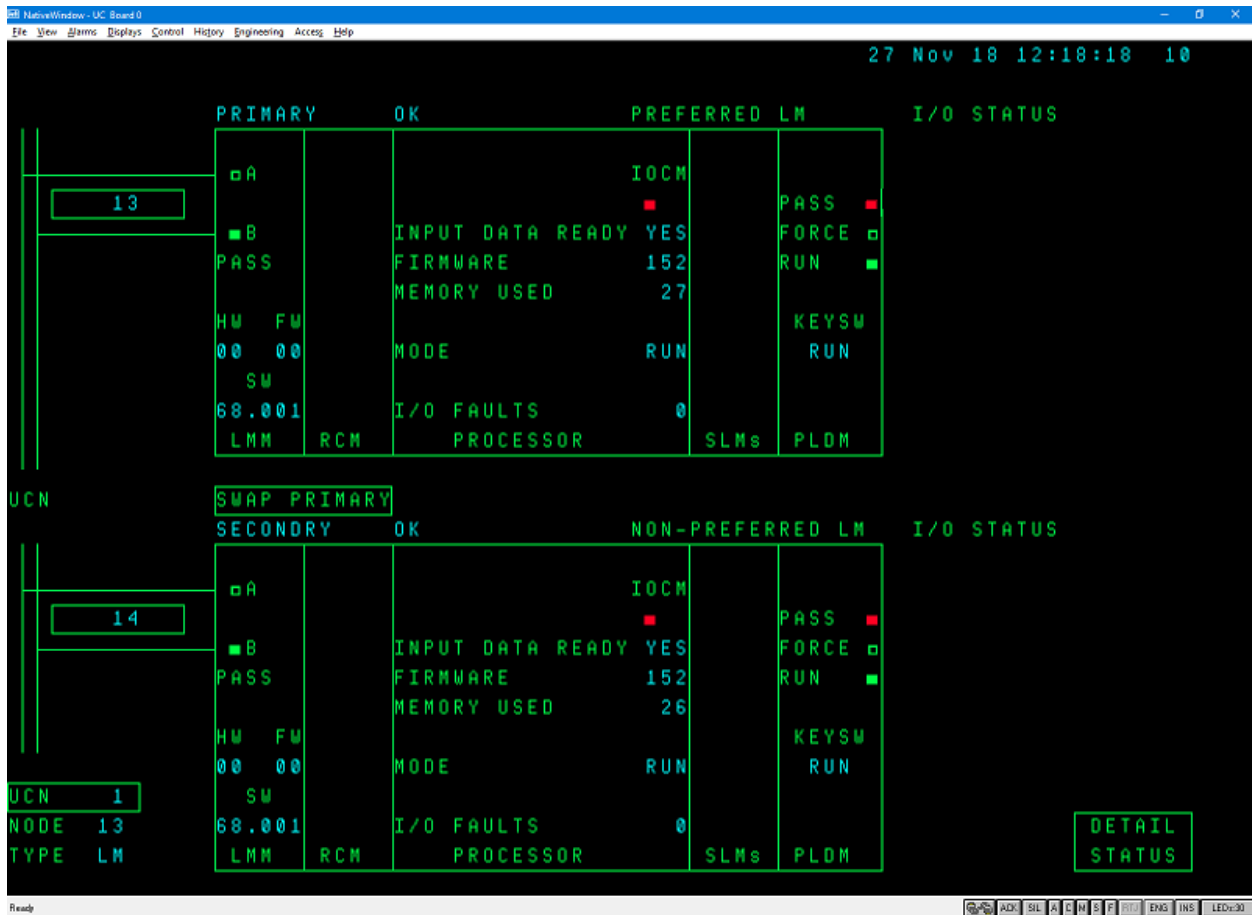 NativeWindow - UC Board 0
File View Alarms Displays Control History Engineering Access Help
27 Nov 18 12:18:18 10
PRIMARY OK PREFERRED LM I/O STATUS
A IOCM
13 PASS
B INPUT DATA READY YES FORCE
PASS FIRMWARE 152 RUN
MEMORY USED 27
HW FW KEYSW
00 00 MODE RUN RUN
SW
68.001 I/O FAULTS 0
LMM RCM PROCESSOR SLMs PLDM
UCN SWAP PRIMARY
SECONDRY OK NON-PREFERRED LM I/O STATUS
A IOCM
14 PASS
B INPUT DATA READY YES FORCE
PASS FIRMWARE 152 RUN
MEMORY USED 26
HW FW KEYSW
00 00 MODE RUN RUN
UCN 1 SW
NODE 13 68.001 I/O FAULTS 0 DETAIL
TYPE LM LMM RCM PROCESSOR SLMs PLDM STATUS
Ready ACK SIL A C M S F ENG INS LEDs:30